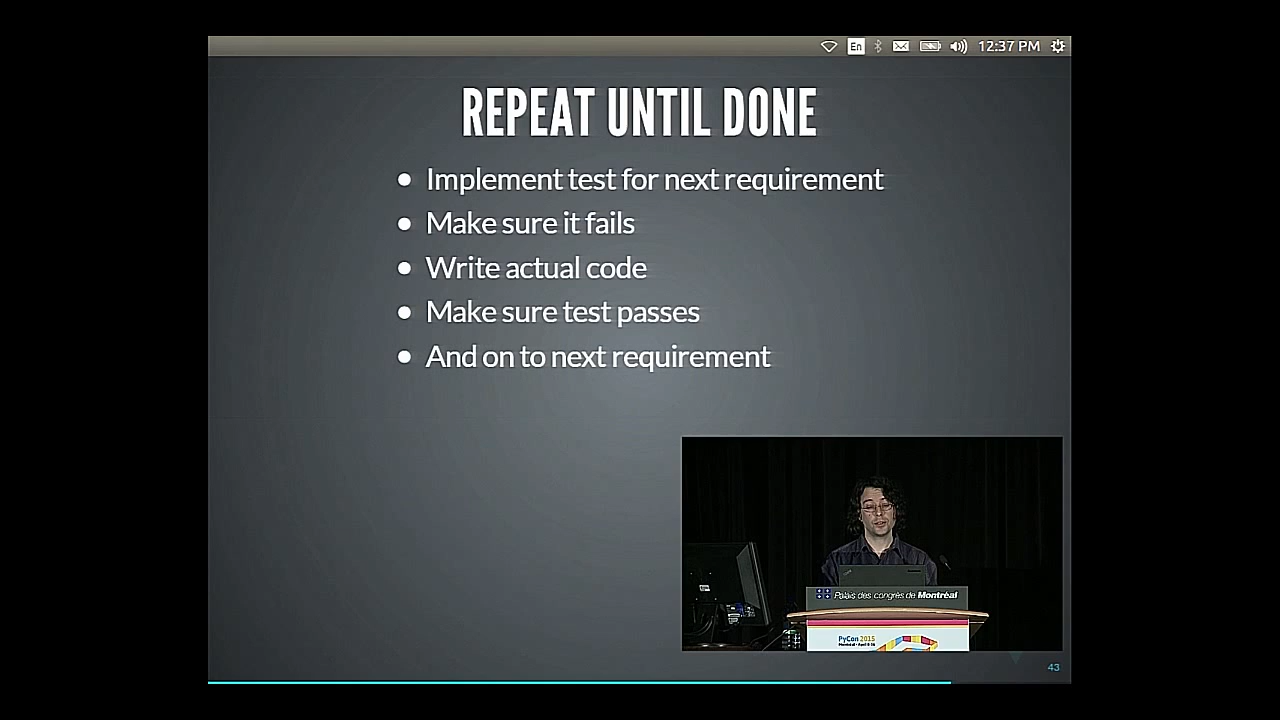 En 12:37 PM
REPEAT UNTIL DONE
Implement test for next requirement
Make sure it fails
Write actual code
Make sure test passes
And on to next requirement
Palais des congrès de Montréal
PyCon 2015
43